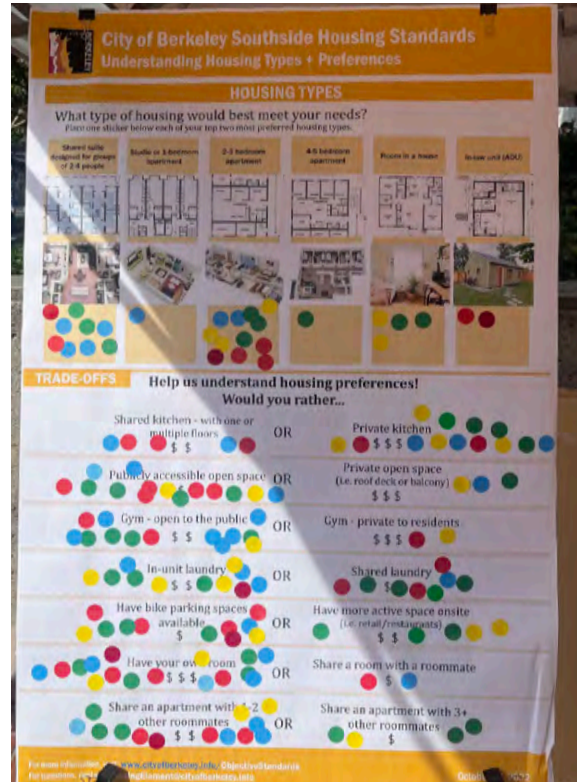 City of Berkeley Southside Housing Standards
Understanding Housing Types + Preferences
HOUSING TYPES
What type of housing would best meet your needs?
Place one sticker below each of your top two most preferred housing types.
Shared suite designed for groups of 2-4 people
Studio or 1-bedroom apartment
2-3 bedroom apartment
4-5 bedroom apartment
Room in a house
In-law unit (ADU)
TRADE-OFFS
Help us understand housing preferences!
Would you rather...
Shared kitchen - with one or
multiple floors
$ $
OR
Private kitchen
$ $ $
Publicly accessible open space
OR
Private open space
(i.e. roof deck or balcony)
$ $ $
Gym - open to the public
$ $
OR
Gym - private to residents
$ $ $
In-unit laundry
$ $
OR
Shared laundry
$
Have bike parking spaces
available
$
OR
Have more active space onsite
(i.e. retail/restaurants)
$ $
Have your own room
$ $ $
OR
Share a room with a roommate
$
Share an apartment with 1-2
other roommates
$ $
OR
Share an apartment with 3+
other roommates
$